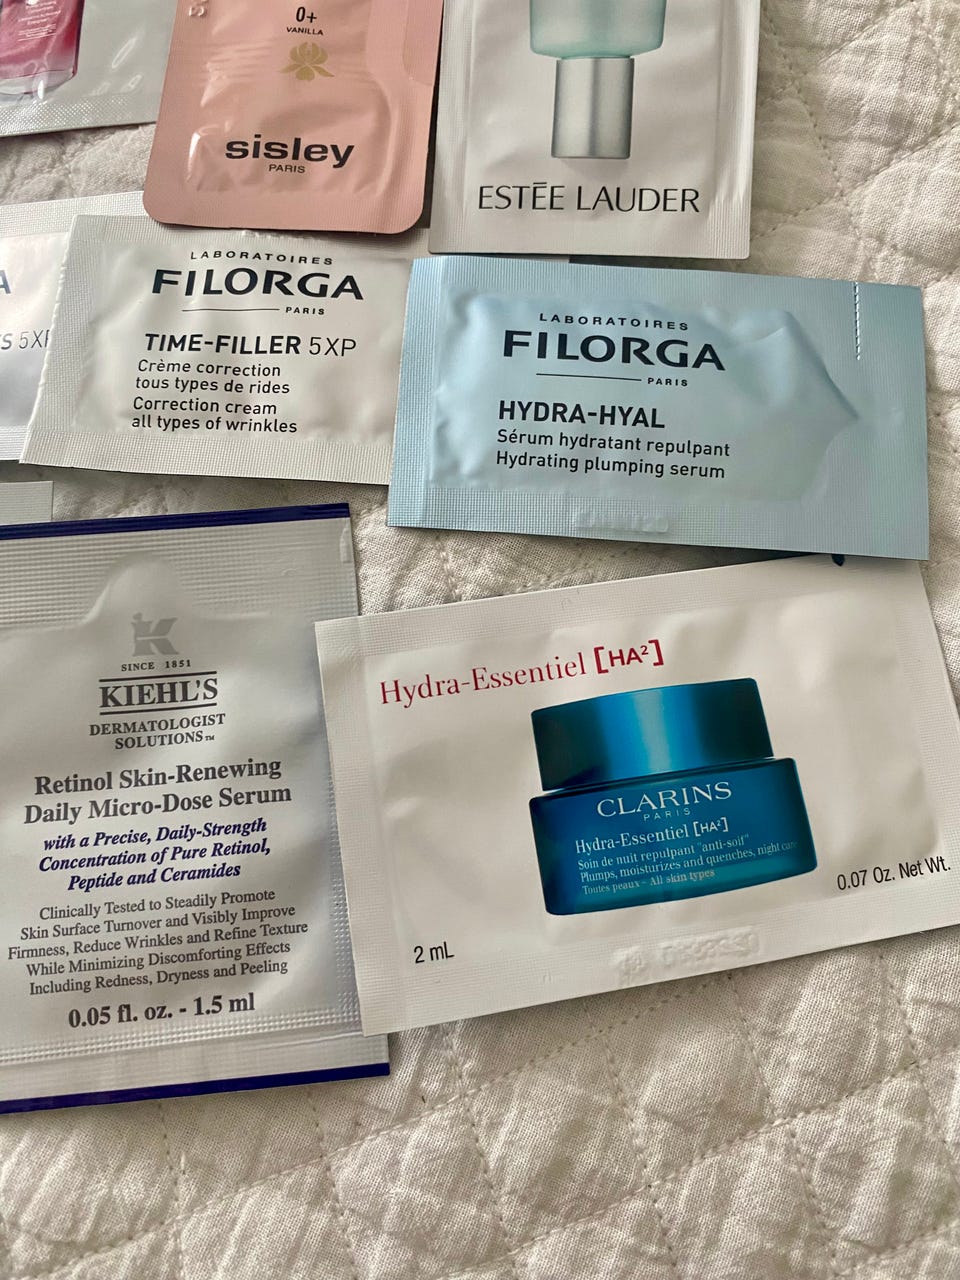 0+
VANILLA
sisley
PARIS
ESTĒE LAUDER
LABORATOIRES
FILORGA
PARIS
TIME-FILLER 5XP
Crème correction
tous types de rides
Correction cream
all types of wrinkles
5XP
LABORATOIRES
FILORGA
PARIS
HYDRA-HYAL
Sérum hydratant repulpant
Hydrating plumping serum
K
SINCE 1851
KIEHL'S
DERMATOLOGIST
SOLUTIONS™
Retinol Skin-Renewing
Daily Micro-Dose Serum
with a Precise, Daily-Strength
Concentration of Pure Retinol,
Peptide and Ceramides
Clinically Tested to Steadily Promote
Skin Surface Turnover and Visibly Improve
Firmness, Reduce Wrinkles and Refine Texture
While Minimizing Discomforting Effects
Including Redness, Dryness and Peeling
0.05 fl. oz. - 1.5 ml
Hydra-Essentiel [HA²]
CLARINS
PARIS
Hydra-Essentiel [HA²]
Soin de nuit repulpant "anti-soif"
Plumps, moisturizes and quenches, night care
Toutes peaux - All skin types
2 mL
0.07 Oz. Net Wt.